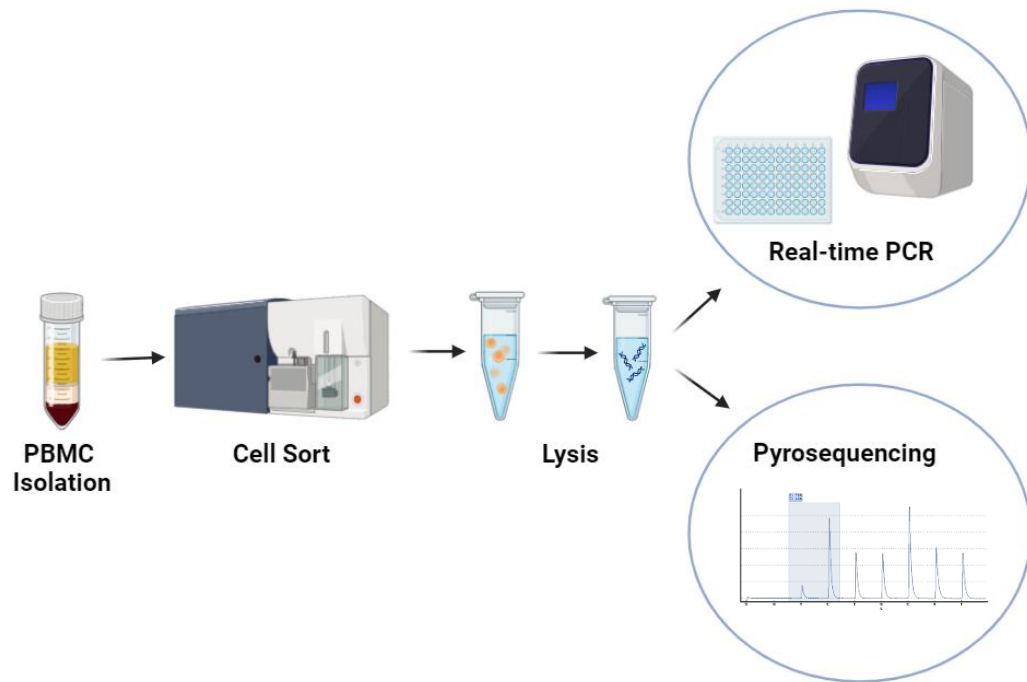 Real-time PCR
PBMC
Isolation
Cell Sort
Lysis
Pyrosequencing